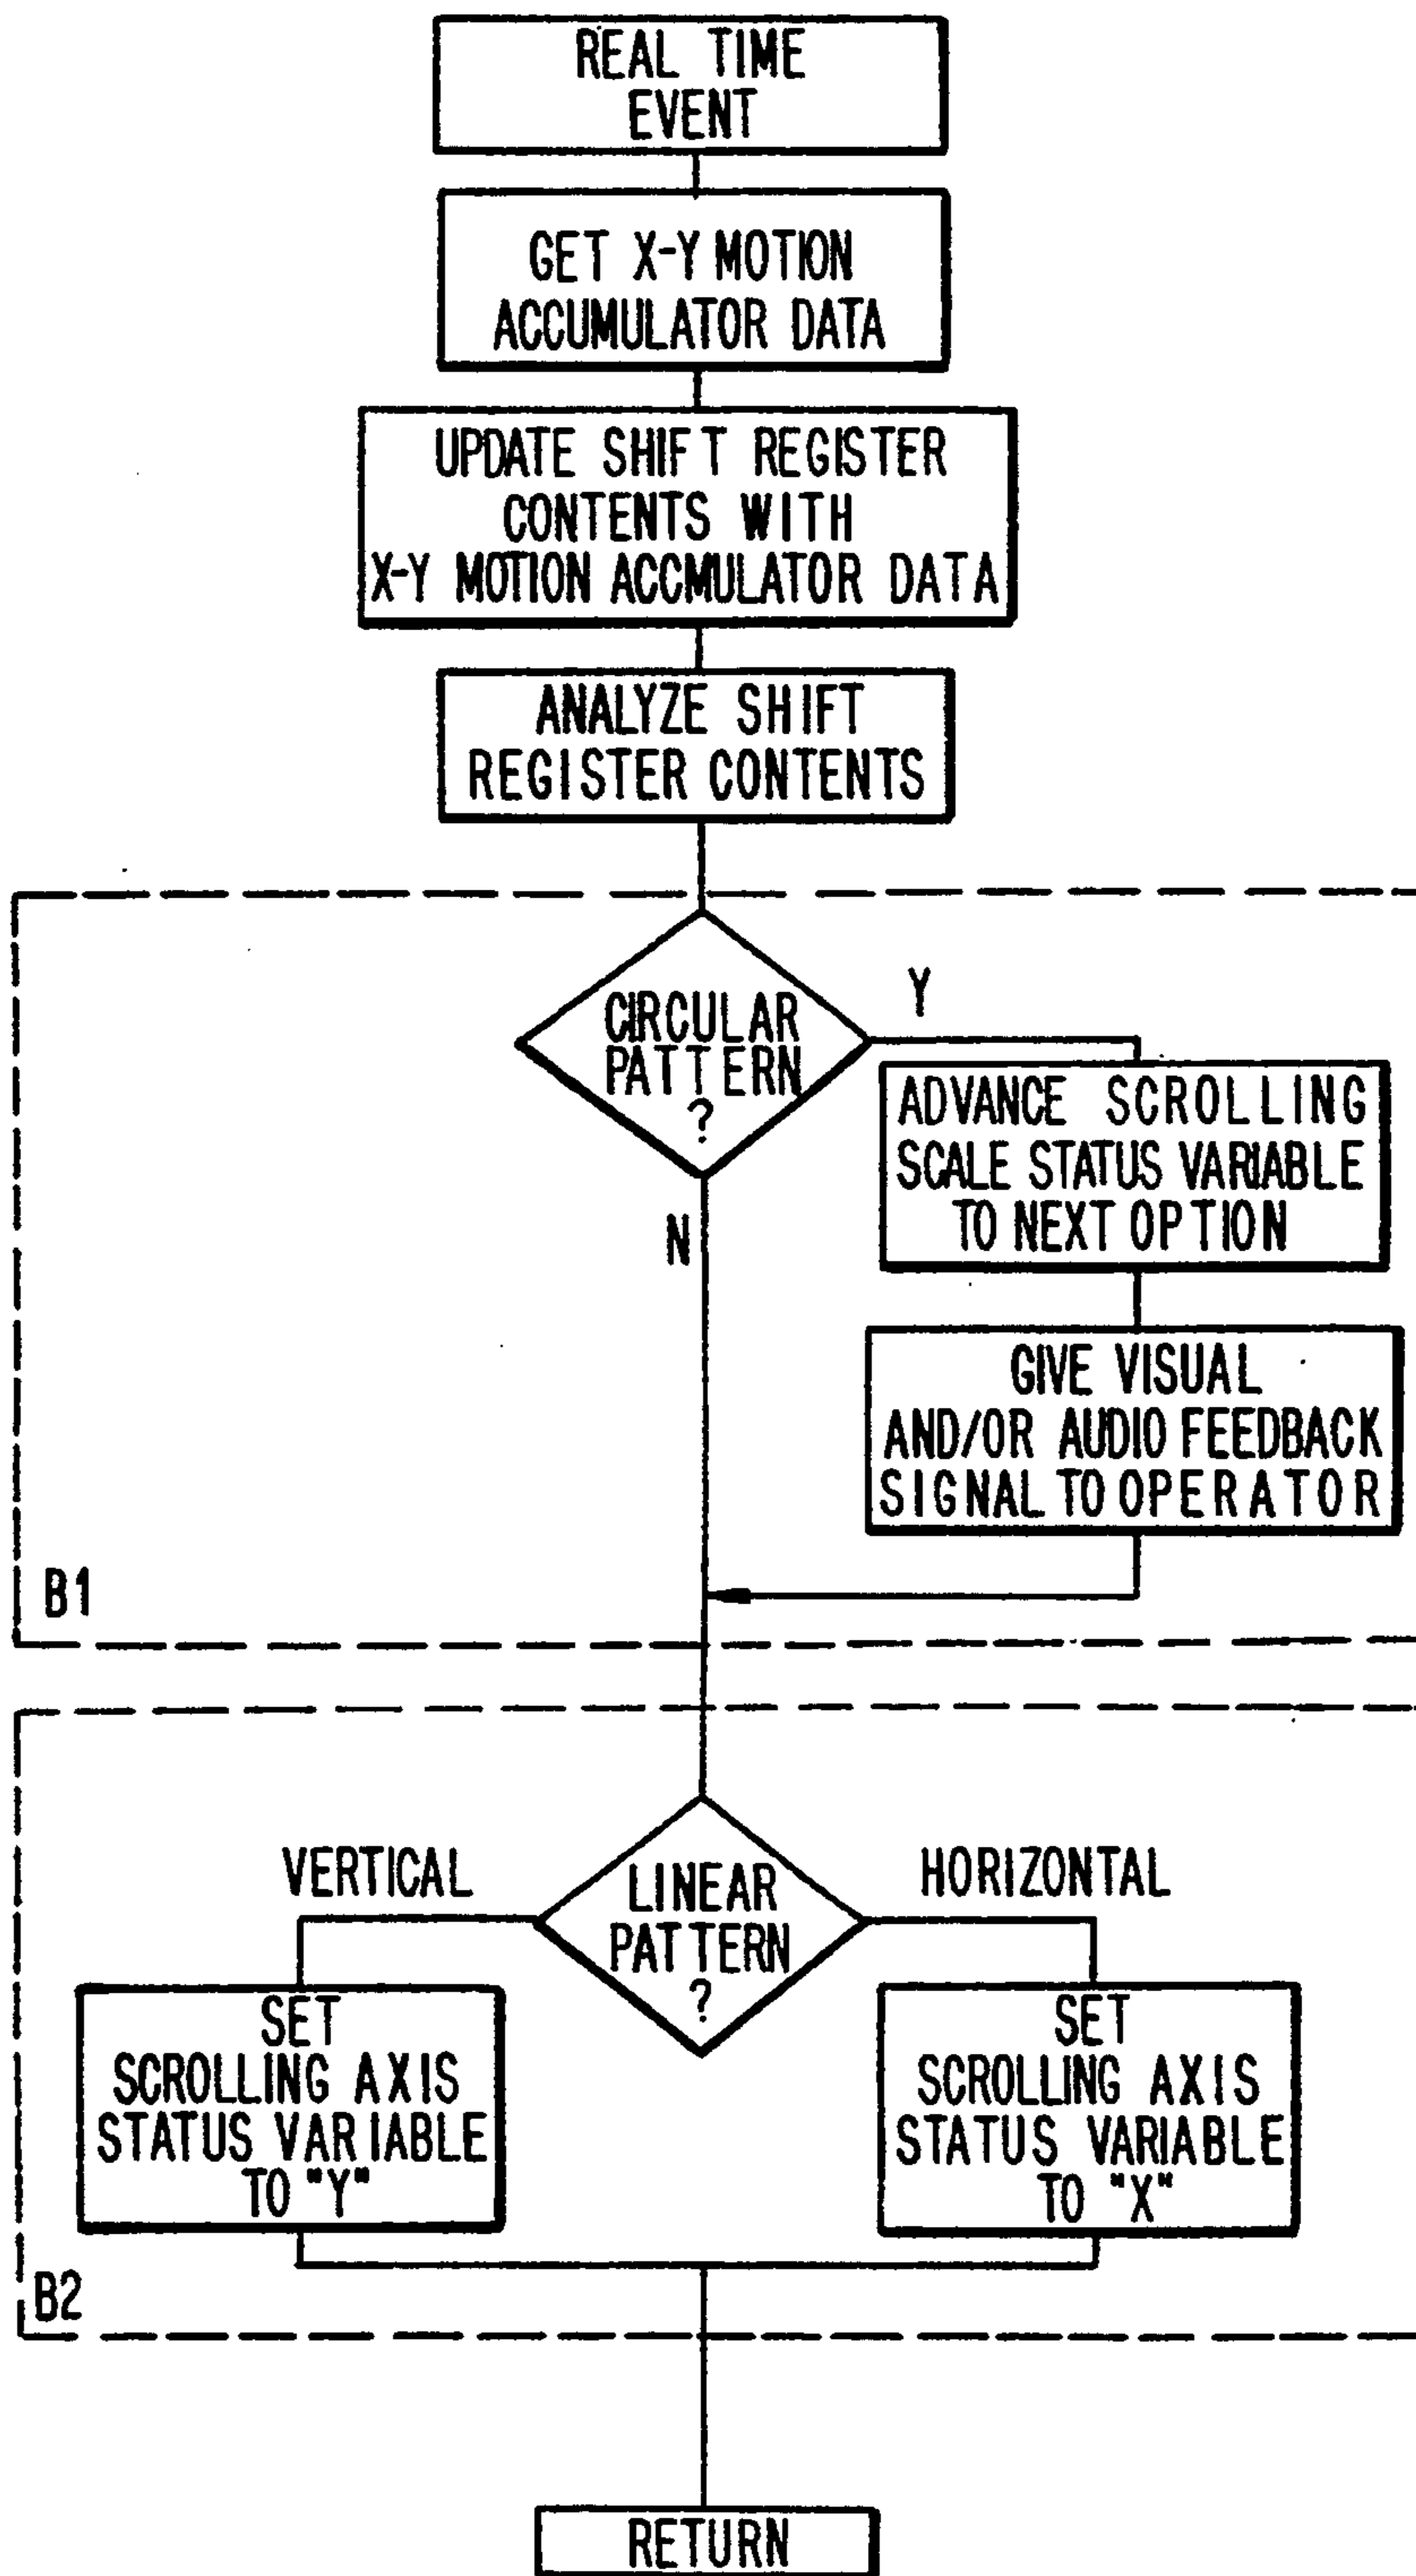 REAL TIME
EVENT
GET X-Y MOTION
ACCUMULATOR DATA
UPDATE SHIFT REGISTER
CONTENTS WITH
X-Y MOTION ACCMULATOR DATA
ANALYZE SHIFT
REGISTER CONTENTS
CIRCULAR
PATTERN
?
Y
N
ADVANCE SCROLLING
SCALE STATUS VARIABLE
TO NEXT OPTION
GIVE VISUAL
AND/OR AUDIO FEEDBACK
SIGNAL TO OPERATOR
B1
LINEAR
PATTERN
?
VERTICAL
HORIZONTAL
SET
SCROLLING AXIS
STATUS VARIABLE
TO "Y"
SET
SCROLLING AXIS
STATUS VARIABLE
TO "X"
B2
RETURN